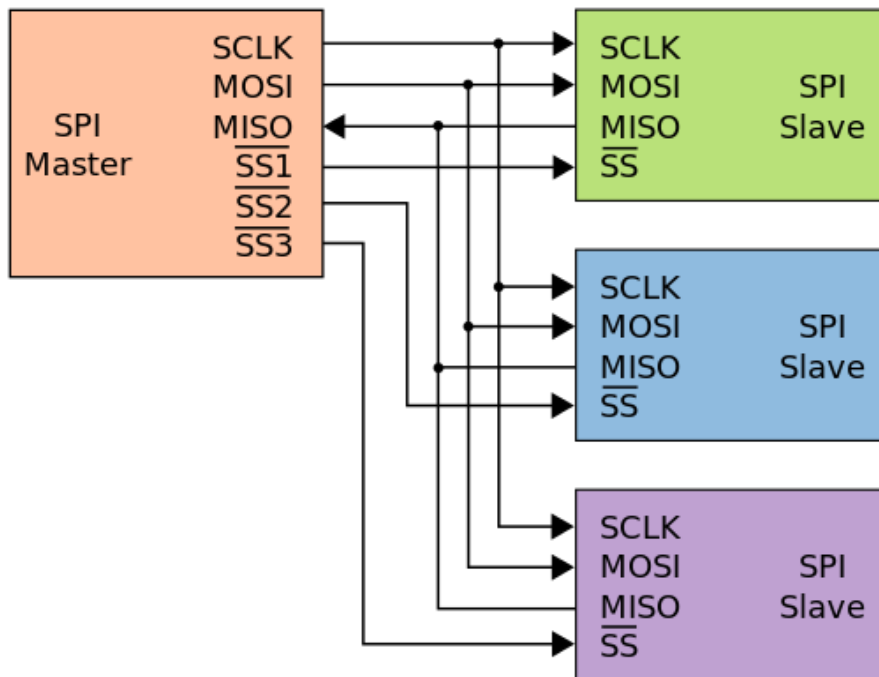 SCLK
MOSI
MISO
SS1
SS2
SS3
SPI
Master
SCLK
MOSI
MISO
SS
SPI
Slave
SCLK
MOSI
MISO
SS
SPI
Slave
SCLK
MOSI
MISO
SS
SPI
Slave